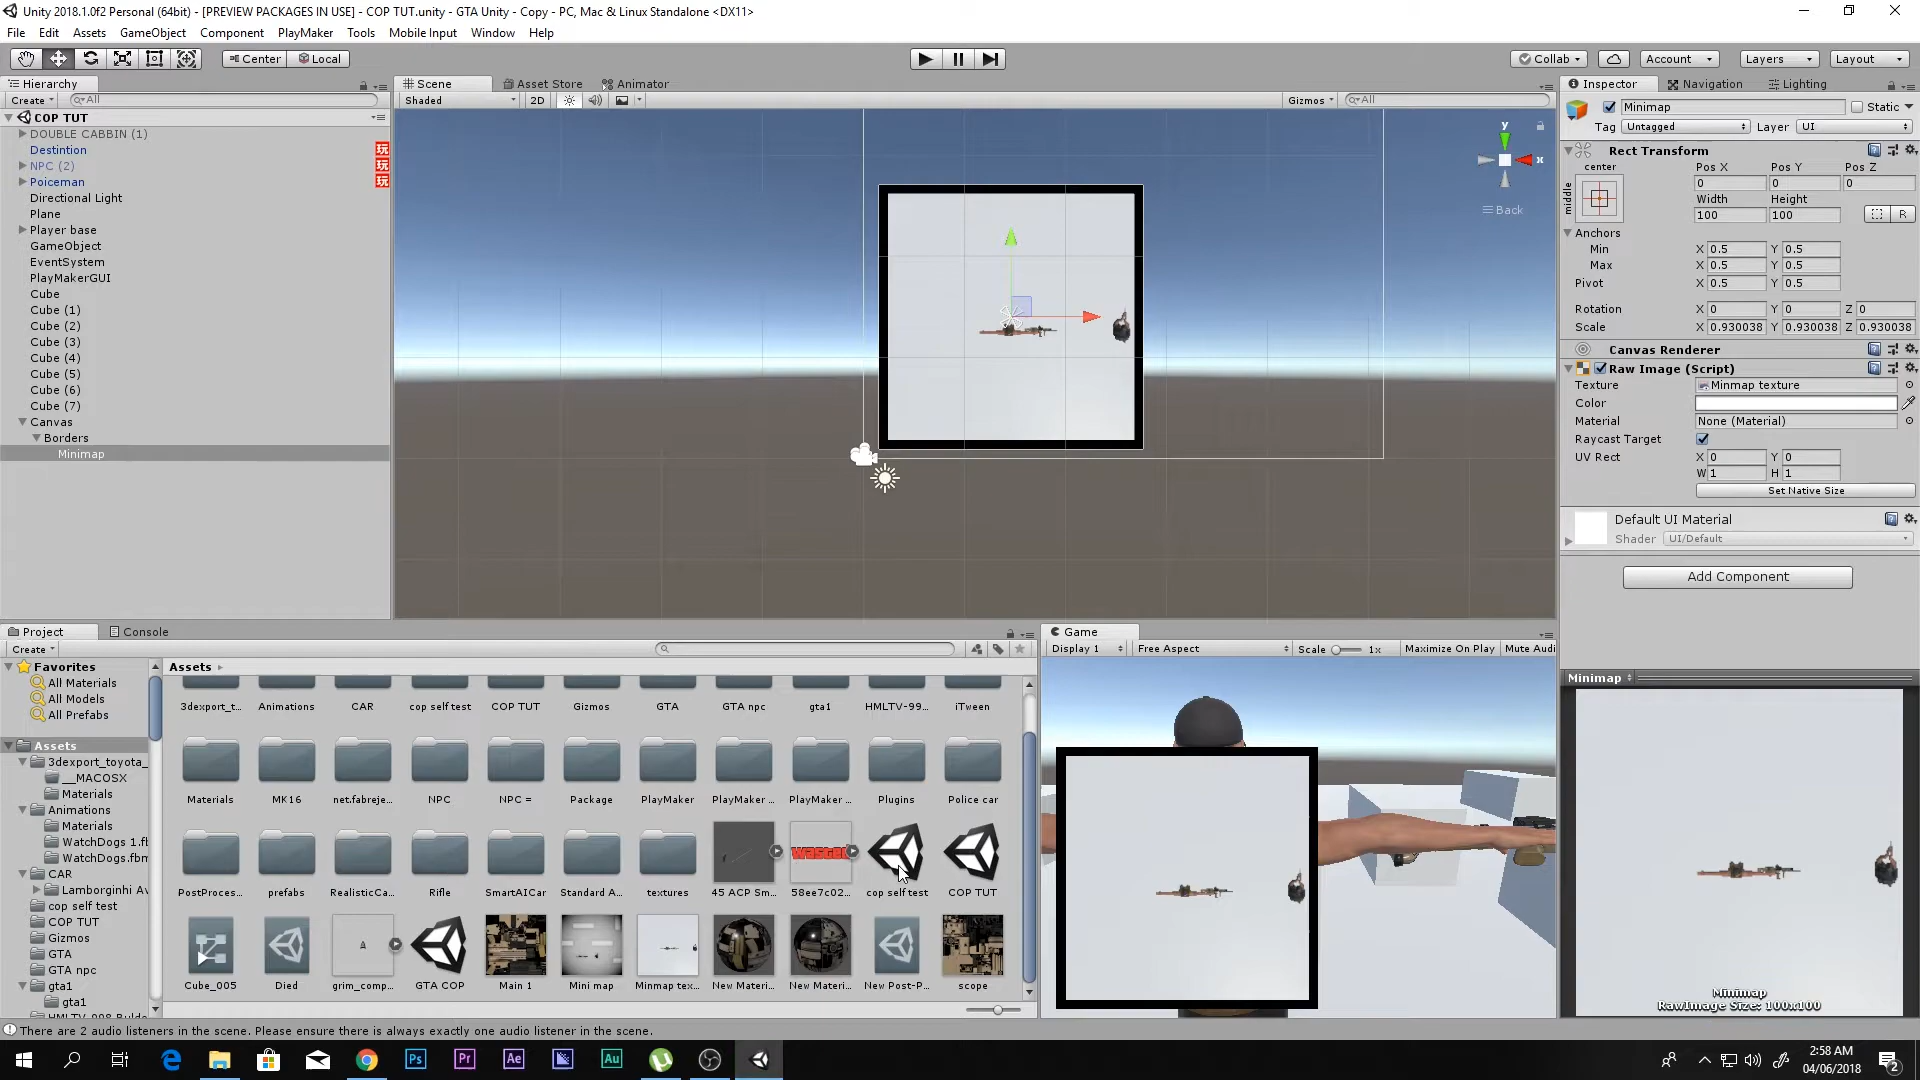 Unity 2018.1.0f2 Personal (64bit) - [PREVIEW PACKAGES IN USE] - COP TUT.unity - GTA Unity - Copy - PC, Mac & Linux Standalone <DX11>
File Edit Assets GameObject Component PlayMaker Tools Mobile Input Window Help
Center Local Collab Account Layers Layout
Hierarchy
Create All
COP TUT
DOUBLE CABBIN (1)
Destintion
NPC (2)
Poiceman
Directional Light
Plane
Player base
GameObject
EventSystem
PlayMakerGUI
Cube
Cube (1)
Cube (2)
Cube (3)
Cube (4)
Cube (5)
Cube (6)
Cube (7)
Canvas
Borders
Minimap
玩
玩
玩
Scene Asset Store Animator
Shaded 2D Gizmos All
y
x
Back
Inspector Navigation Lighting
Minimap Static
Tag Untagged Layer UI
Rect Transform
center Pos X Pos Y Pos Z
middle
0 0 0
Width Height
100 100 R
Anchors
Min X 0.5 Y 0.5
Max X 0.5 Y 0.5
Pivot X 0.5 Y 0.5
Rotation X 0 Y 0 Z 0
Scale X 0.930038 Y 0.930038 Z 0.930038
Canvas Renderer
Raw Image (Script)
Texture Minmap texture
Color
Material None (Material)
Raycast Target
UV Rect X 0 Y 0
W 1 H 1
Set Native Size
Default UI Material
Shader UI/Default
Add Component
Project Console
Create
Favorites
All Materials
All Models
All Prefabs
Assets
3dexport_toyota_
__MACOSX
Materials
Animations
Materials
WatchDogs 1.fb
WatchDogs.fbm
CAR
Lamborginhi Av
cop self test
COP TUT
Gizmos
GTA
GTA npc
gta1
gta1
Assets
3dexport_t... Animations CAR cop self test COP TUT Gizmos GTA GTA npc gta1 HMLTV-99... iTween
Materials MK16 net.fabreje... NPC NPC = Package PlayMaker PlayMaker ... PlayMaker ... Plugins Police car
wasted
PostProces... prefabs RealisticCa... Rifle SmartAICar Standard A... textures 45 ACP Sm... 58ee7c02... cop self test COP TUT
Cube_005 Died grim_comp... GTA COP Main 1 Mini map Minmap tex... New Materi... New Materi... New Post-P... scope
Game
Display 1 Free Aspect Scale 1x Maximize On Play Mute Audi
Minimap
Minimap
RawImage Size: 100x100
There are 2 audio listeners in the scene. Please ensure there is always exactly one audio listener in the scene.
Ps Pr Ae Au
2:58 AM
04/06/2018
2